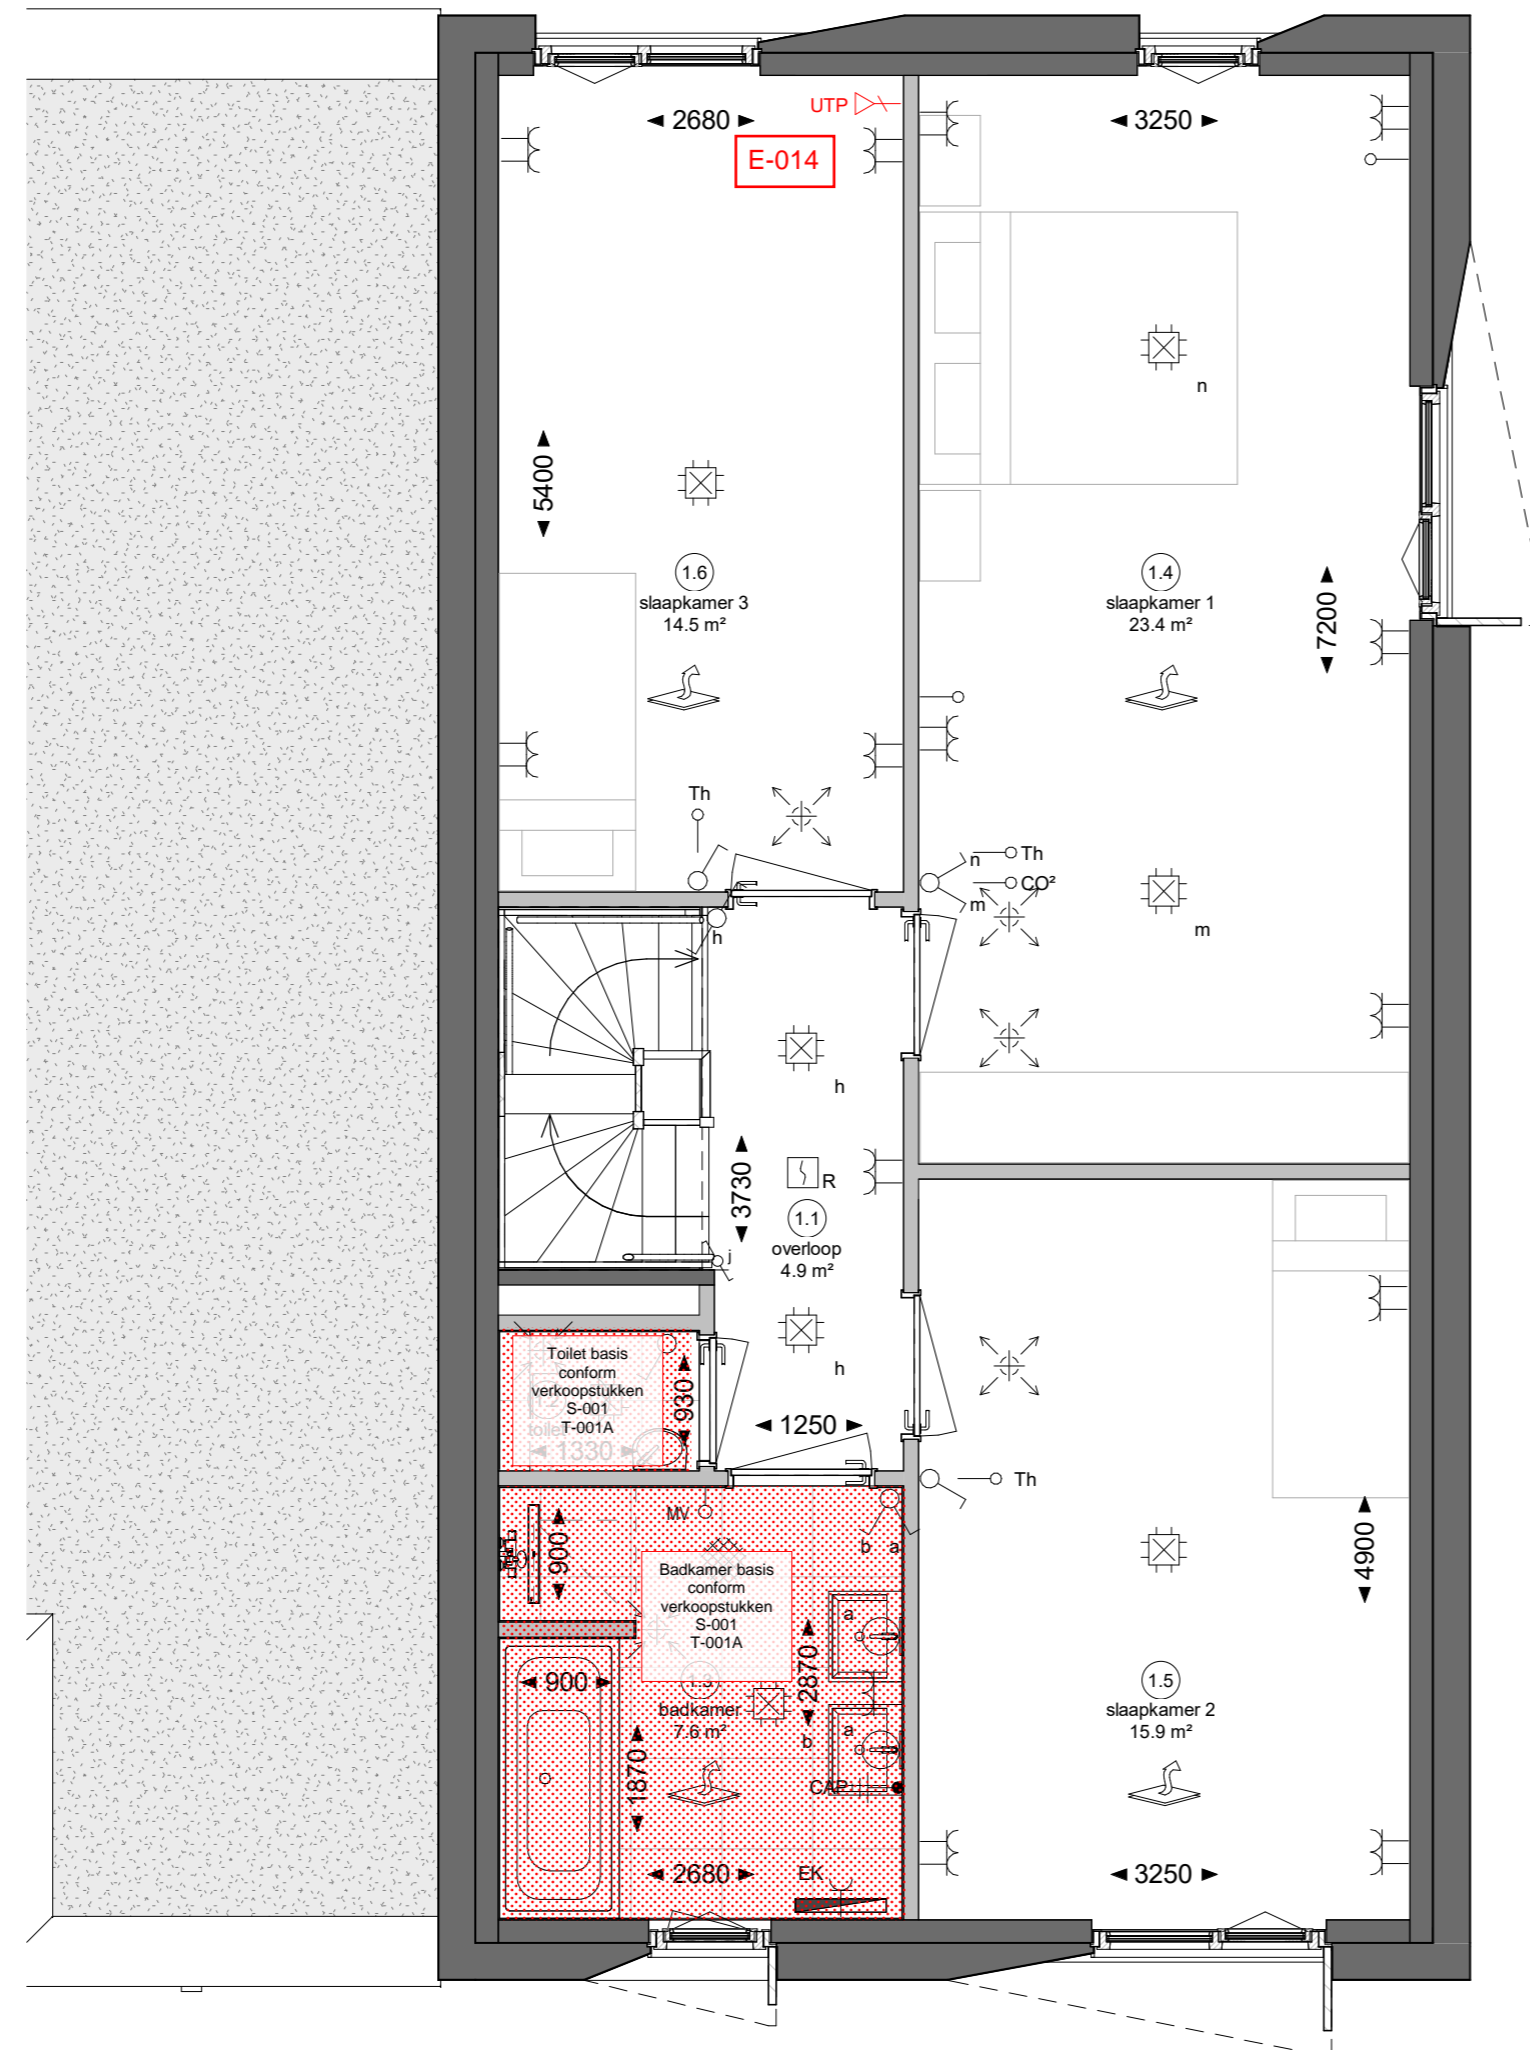 UTP
2680
3250
E-014
n
5400
1.6
slaapkamer 3
14.5 m²
1.4
slaapkamer 1
23.4 m²
7200
Th
n
Th
CO²
m
m
h
h
3730
R
1.1
overloop
4.9 m²
j
h
Toilet basis
conform
verkoopstukken
S-001
T-001A
930
toilet
1330
1250
Th
MV
b
a
900
4900
Badkamer basis
conform
verkoopstukken
S-001
T-001A
a
2870
900
1.3
badkamer
7.6 m²
a
b
1.5
slaapkamer 2
15.9 m²
1870
CAP
2680
EK
3250